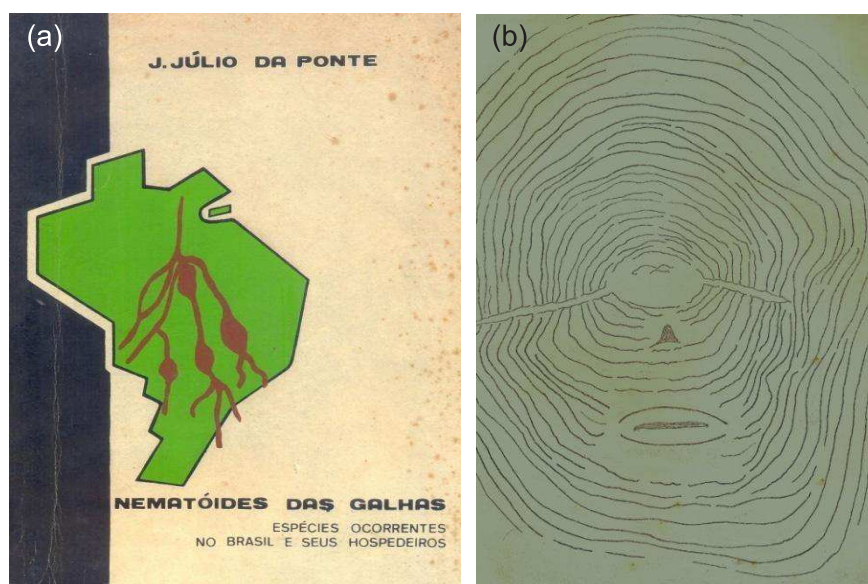 (a)
J. JÚLIO DA PONTE
NEMATÓIDES DAS GALHAS
ESPÉCIES OCORRENTES
NO BRASIL E SEUS HOSPEDEIROS
(b)